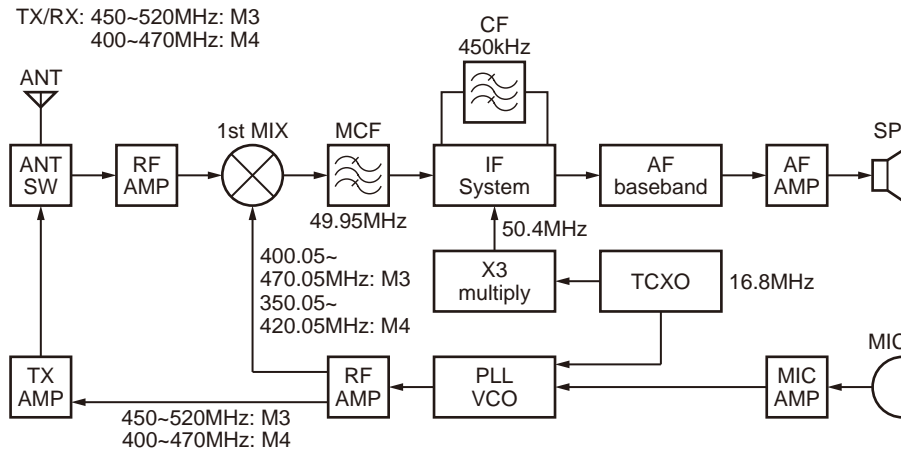 TX/RX: 450~520MHz: M3
400~470MHz: M4
ANT
ANT
SW
RF
AMP
1st MIX
MCF
49.95MHz
CF
450kHz
IF
System
AF
baseband
AF
AMP
SP
50.4MHz
400.05~
470.05MHz: M3
350.05~
420.05MHz: M4
X3
multiply
TCXO
16.8MHz
TX
AMP
RF
AMP
PLL
VCO
MIC
AMP
MIC
450~520MHz: M3
400~470MHz: M4